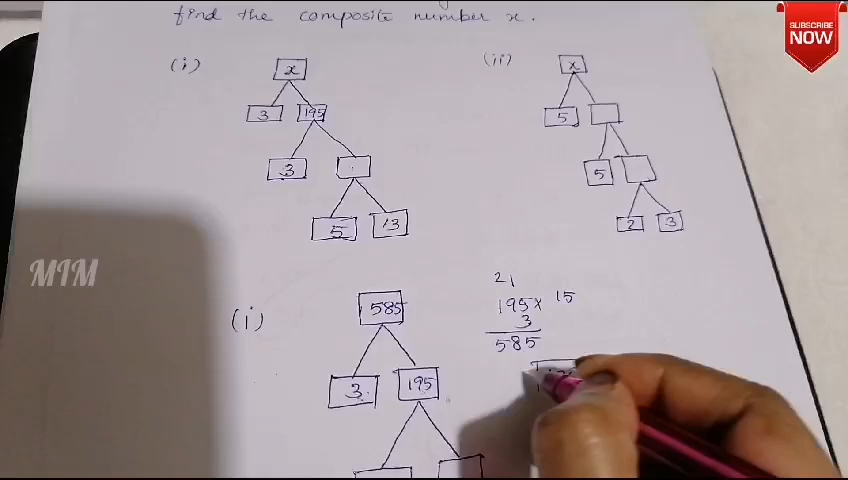 find the composite number x.
(i)
(ii)
x
x
3
195
5
3
5
5
13
2
3
MIM
SUBSCRIBE
NOW
(i)
585
21
195x 15
3
585
3
195